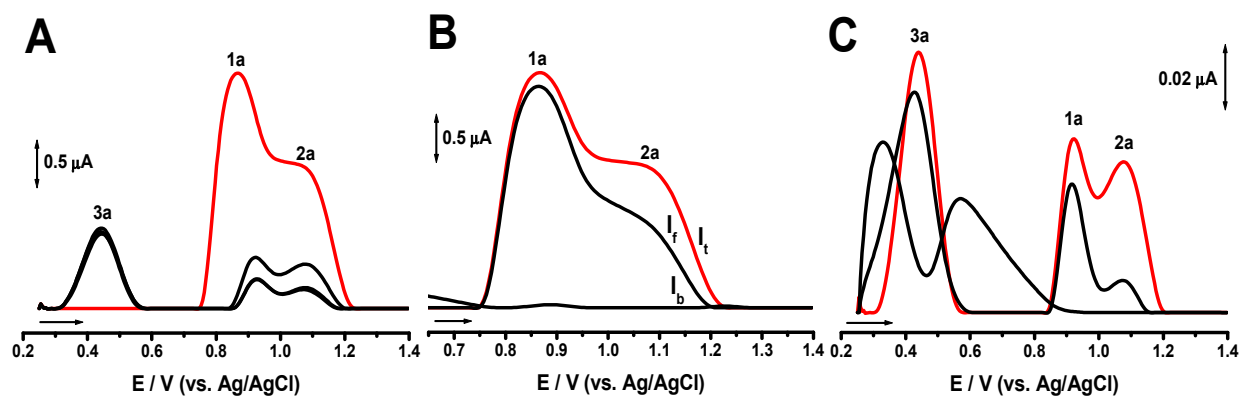 A
1a
2a
3a
0.5 µA
0.2 0.4 0.6 0.8 1.0 1.2 1.4
E / V (vs. Ag/AgCl)
B
1a
2a
0.5 µA
If
It
Ib
0.7 0.8 0.9 1.0 1.1 1.2 1.3 1.4
E / V (vs. Ag/AgCl)
C
3a
0.02 µA
1a
2a
0.2 0.4 0.6 0.8 1.0 1.2 1.4
E / V (vs. Ag/AgCl)